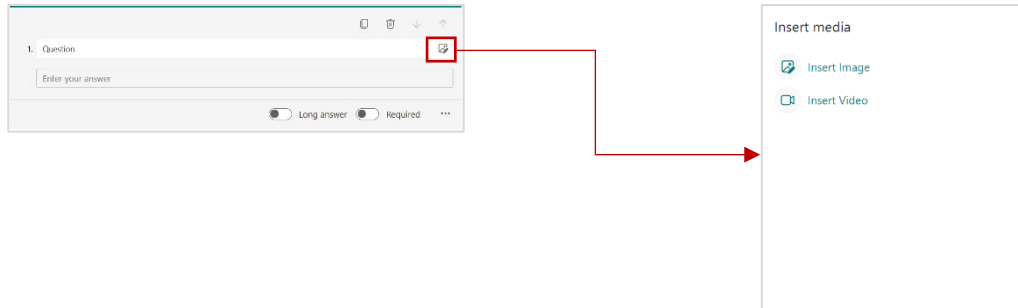 1. Question
Enter your answer
Long answer Required ...
Insert media
Insert Image
Insert Video